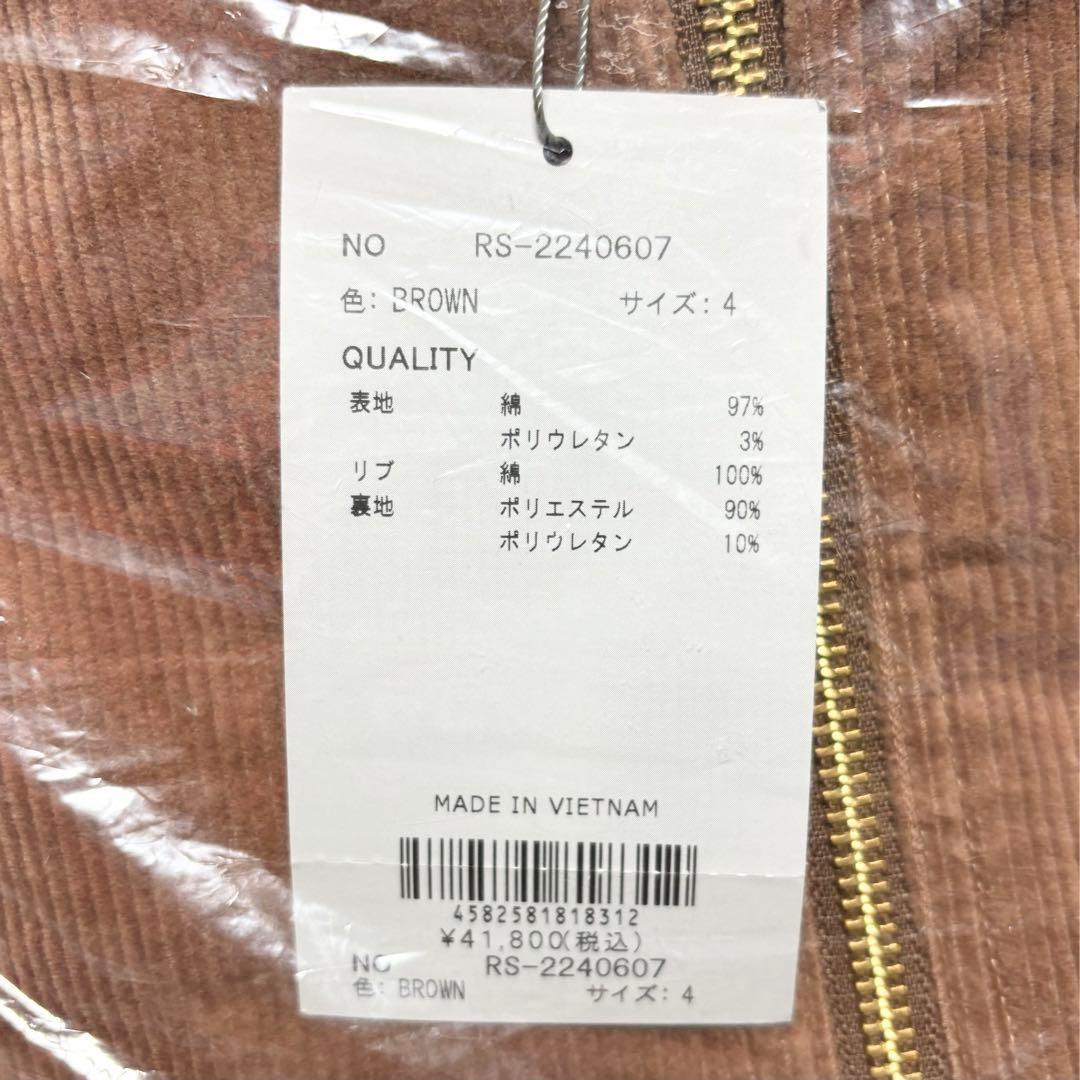 NO RS-2240607
色: BROWN サイズ: 4
QUALITY
表地 綿 97%
ポリウレタン 3%
リブ 綿 100%
裏地 ポリエステル 90%
ポリウレタン 10%
MADE IN VIETNAM
4582581818312
¥41,800(税込)
NO RS-2240607
色: BROWN サイズ: 4